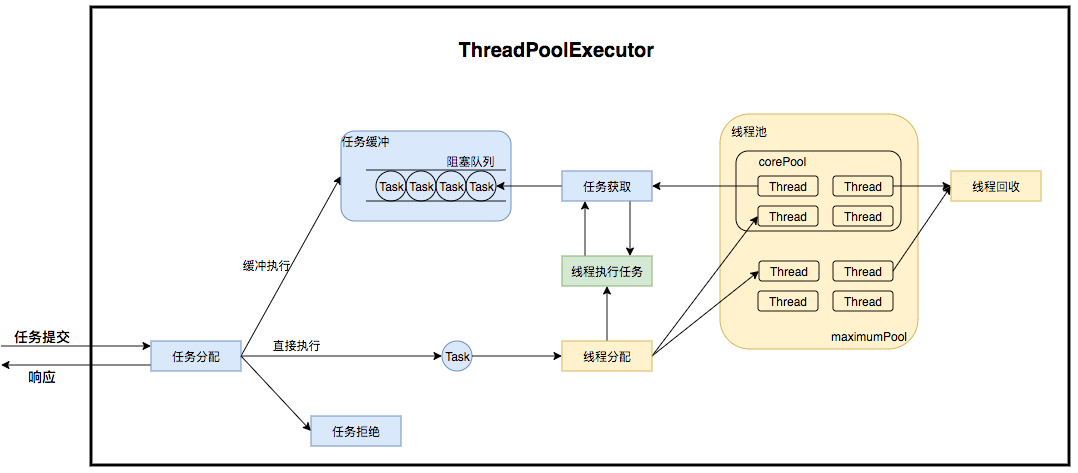 ThreadPoolExecutor
任务缓冲
阻塞队列
Task Task Task Task
任务获取
线程池
corePool
Thread Thread
Thread Thread
线程回收
缓冲执行
线程执行任务
Thread Thread
Thread Thread
maximumPool
任务提交
响应
任务分配
直接执行
Task
线程分配
任务拒绝